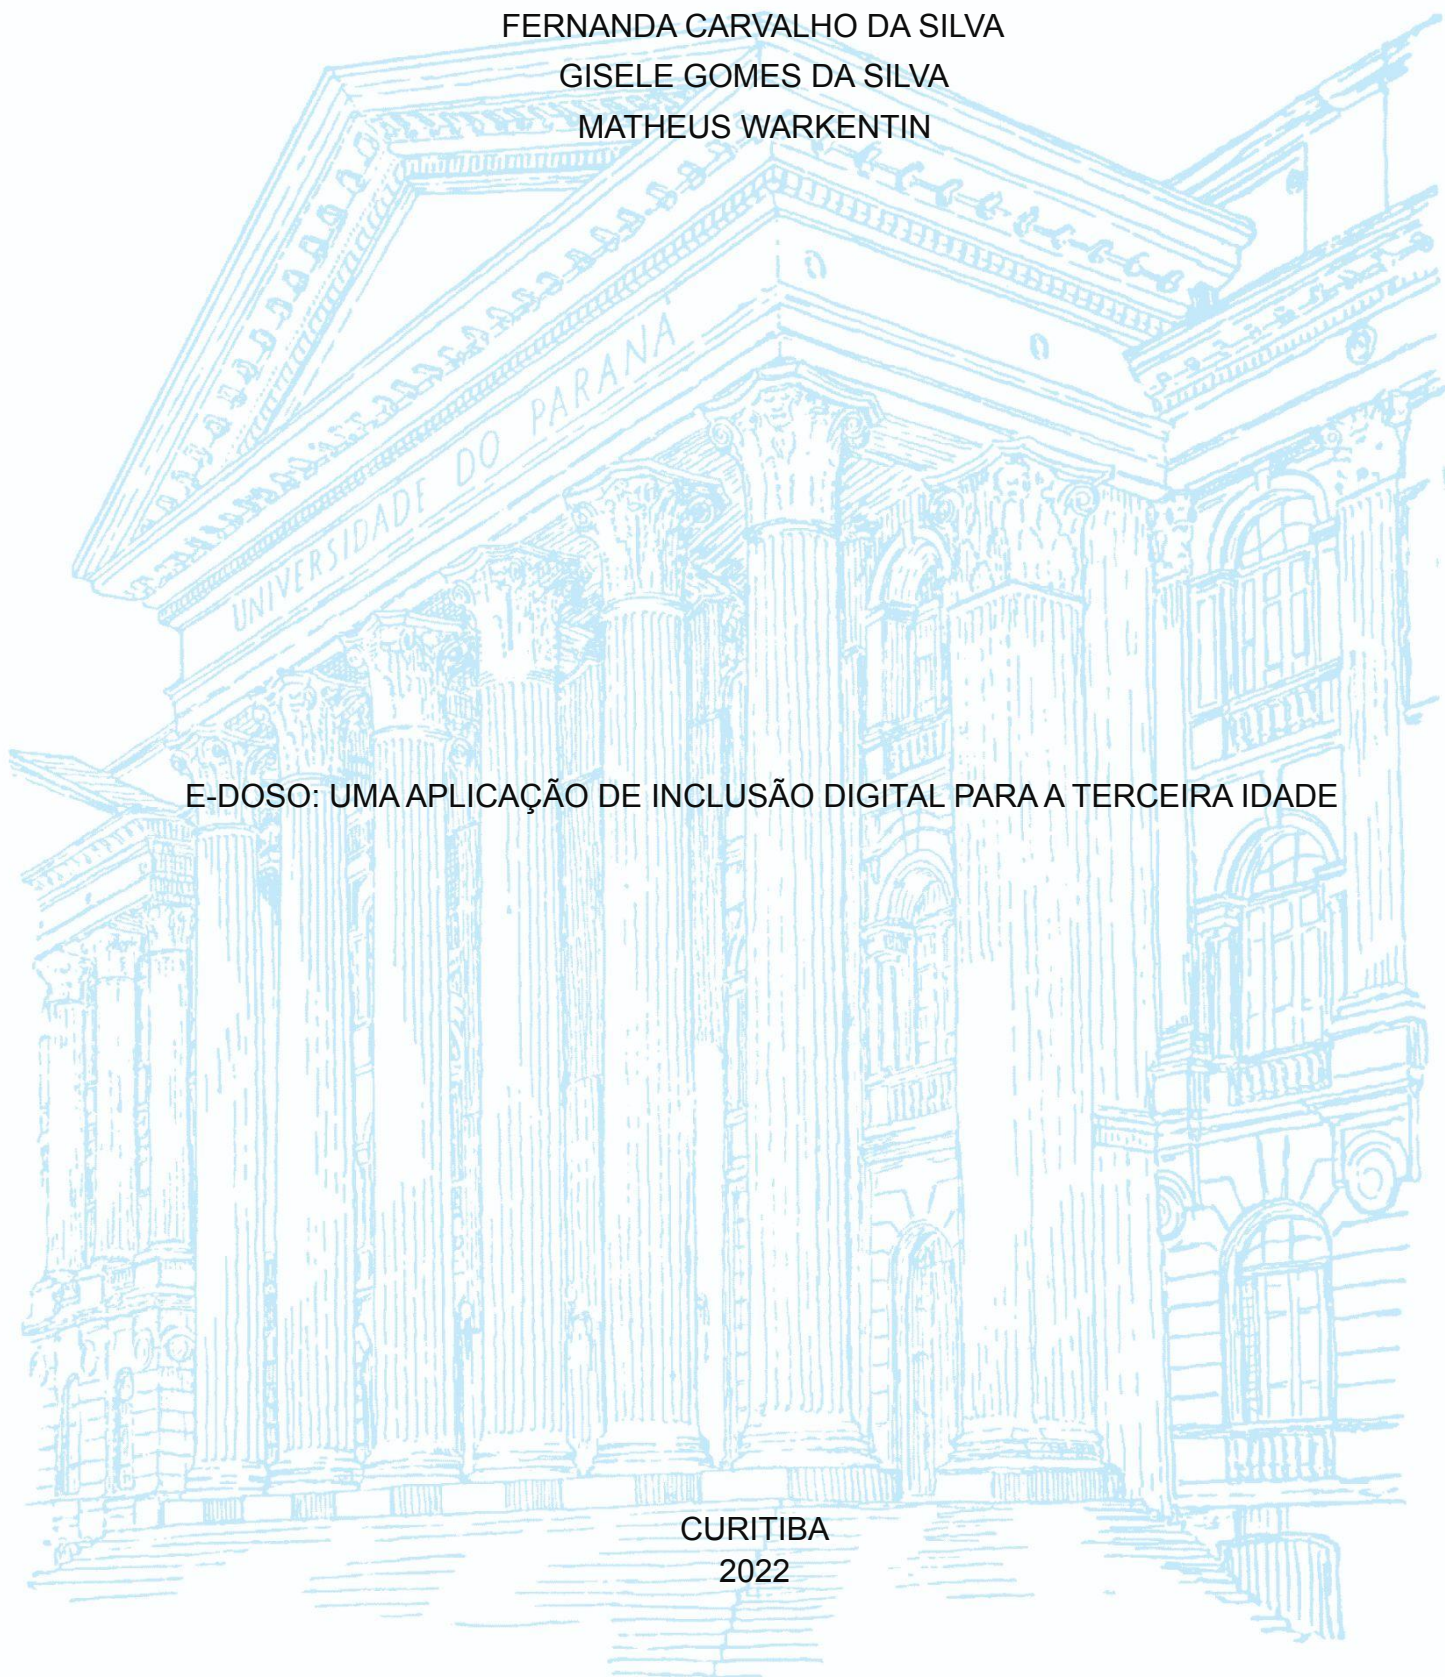 FERNANDA CARVALHO DA SILVA
GISELE GOMES DA SILVA
MATHEUS WARKENTIN
UNIVERSIDADE DO PARANÁ
E-DOSO: UMA APLICAÇÃO DE INCLUSÃO DIGITAL PARA A TERCEIRA IDADE
CURITIBA
2022